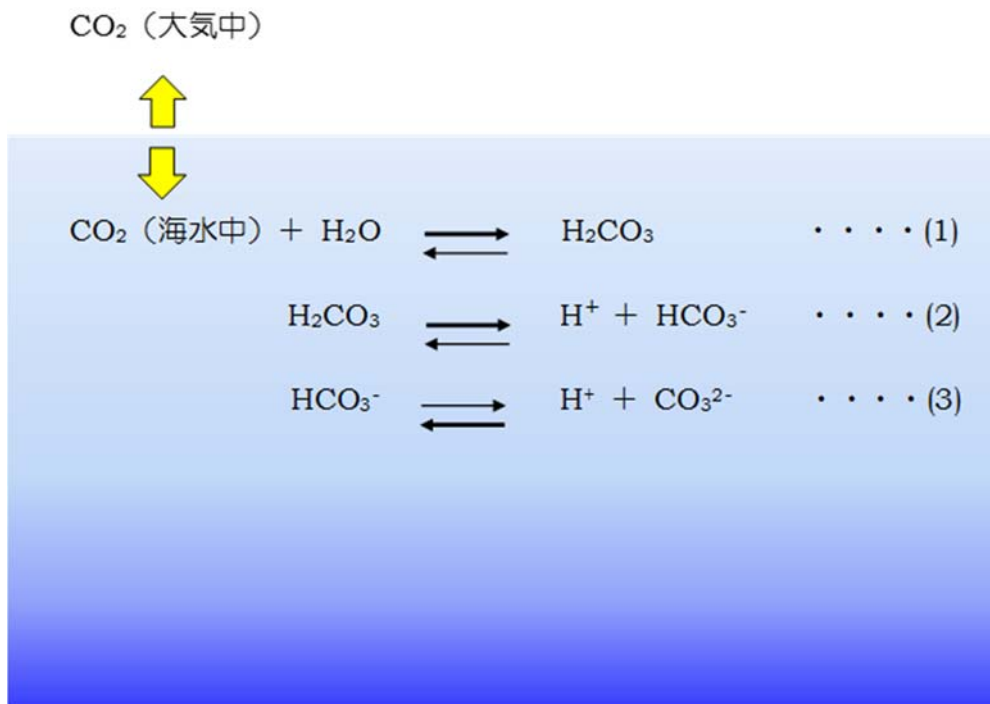 CO₂（大気中）
CO₂（海水中）+ H₂O ⇄ H₂CO₃ ････(1)
H₂CO₃ ⇄ H⁺ + HCO₃⁻ ････(2)
HCO₃⁻ ⇄ H⁺ + CO₃²⁻ ････(3)